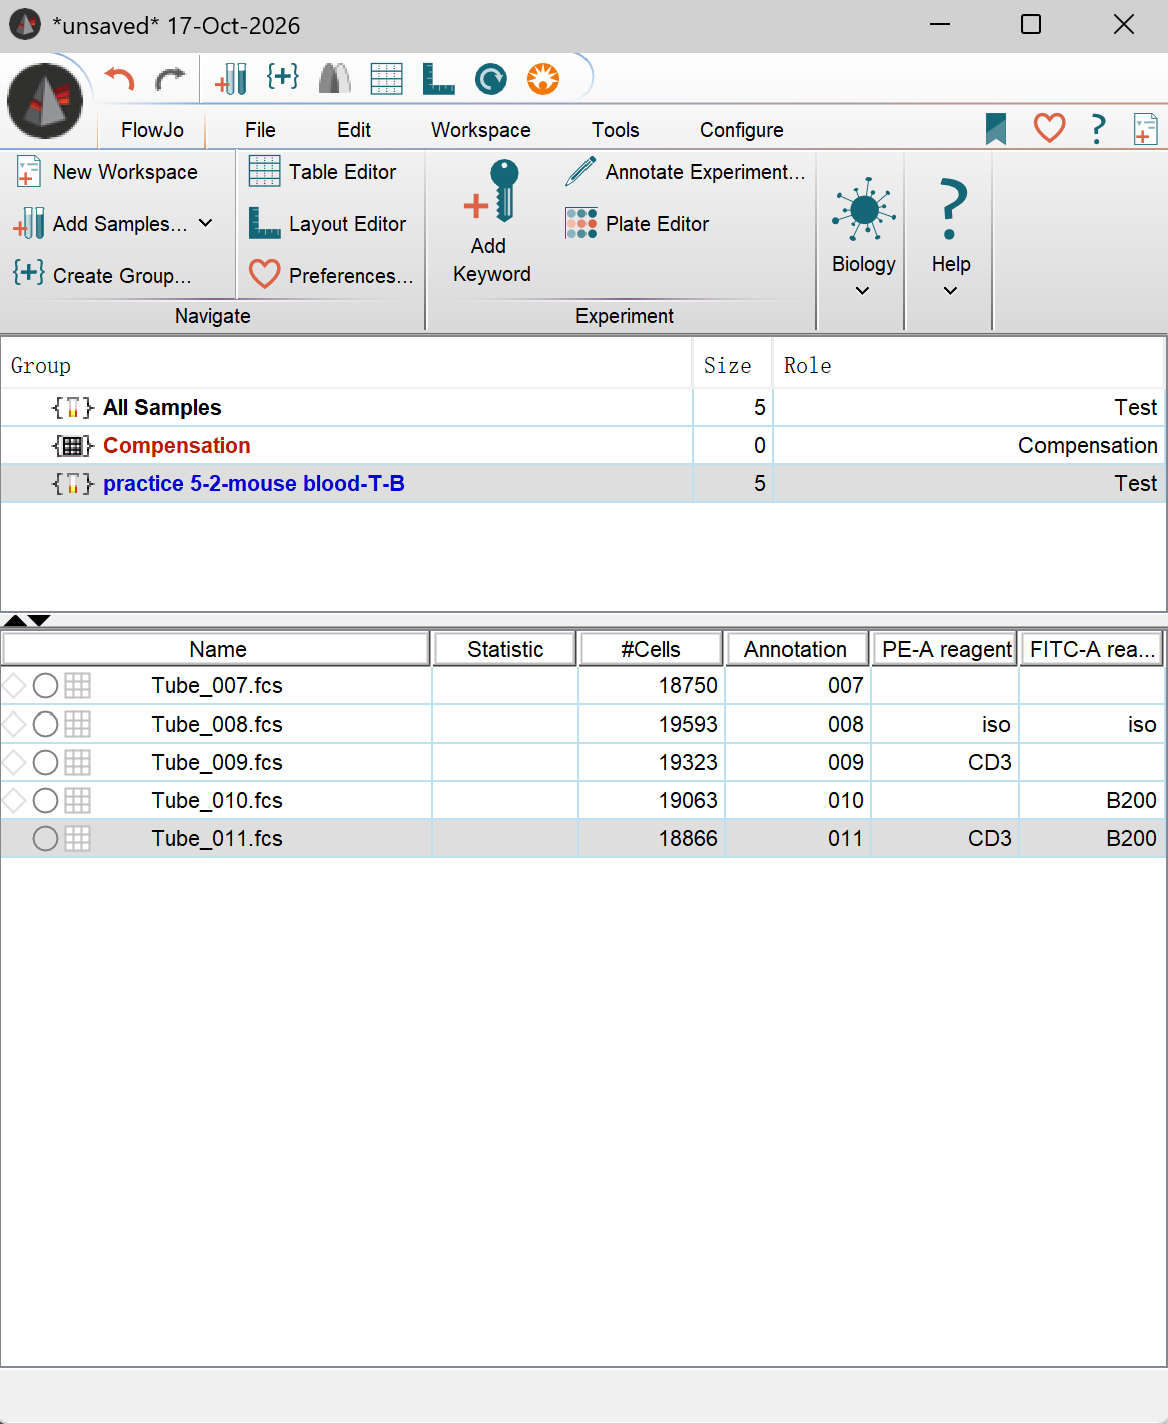 *unsaved* 17-Oct-2026
FlowJo File Edit Workspace Tools Configure
New Workspace Table Editor Annotate Experiment...
Add Samples... Layout Editor Plate Editor
Create Group... Preferences...
Add
Keyword
Biology Help
Navigate Experiment
Group Size Role
All Samples 5 Test
Compensation 0 Compensation
practice 5-2-mouse blood-T-B 5 Test
Name Statistic #Cells Annotation PE-A reagent FITC-A rea...
Tube_007.fcs 18750 007
Tube_008.fcs 19593 008 iso iso
Tube_009.fcs 19323 009 CD3
Tube_010.fcs 19063 010 B200
Tube_011.fcs 18866 011 CD3 B200